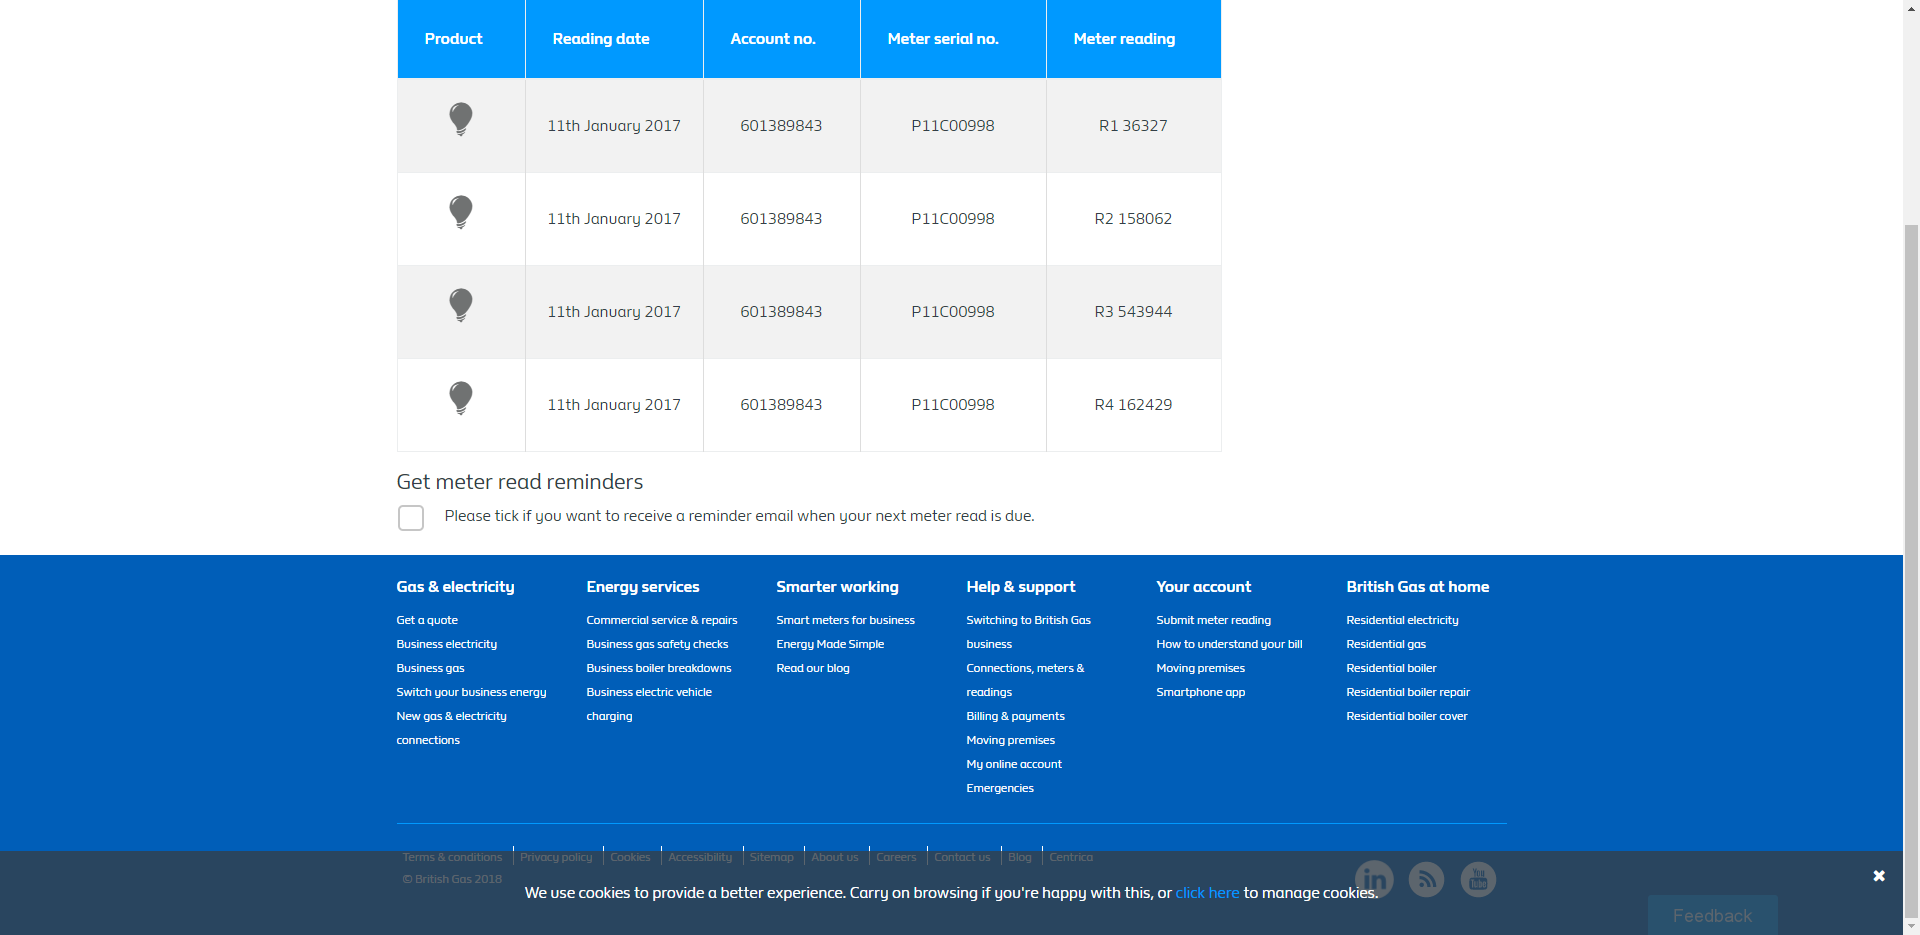 Product Reading date Account no. Meter serial no. Meter reading
11th January 2017 601389843 P11C00998 R1 36327
11th January 2017 601389843 P11C00998 R2 158062
11th January 2017 601389843 P11C00998 R3 543944
11th January 2017 601389843 P11C00998 R4 162429
Get meter read reminders
Please tick if you want to receive a reminder email when your next meter read is due.
Gas & electricity
Get a quote
Business electricity
Business gas
Switch your business energy
New gas & electricity
connections
Energy services
Commercial service & repairs
Business gas safety checks
Business boiler breakdowns
Business electric vehicle
charging
Smarter working
Smart meters for business
Energy Made Simple
Read our blog
Help & support
Switching to British Gas
business
Connections, meters &
readings
Billing & payments
Moving premises
My online account
Emergencies
Your account
Submit meter reading
How to understand your bill
Moving premises
Smartphone app
British Gas at home
Residential electricity
Residential gas
Residential boiler
Residential boiler repair
Residential boiler cover
Terms & conditions Privacy policy Cookies Accessibility Sitemap About us Careers Contact us Blog Centrica
© British Gas 2018
in
You
Tube
We use cookies to provide a better experience. Carry on browsing if you're happy with this, or click here to manage cookies.
Feedback